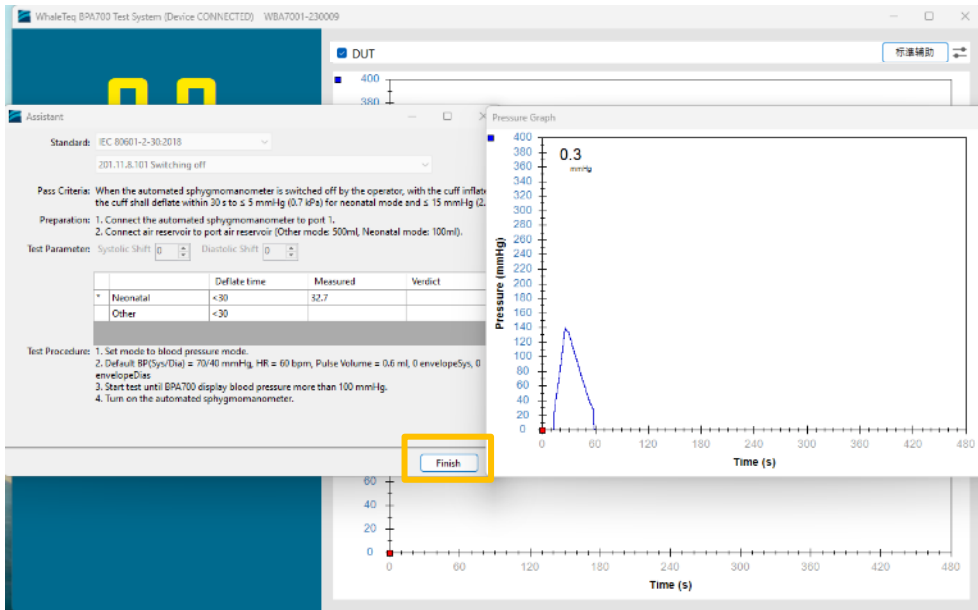 WhaleTeq BPA700 Test System (Device CONNECTED) WBA7001-230009
DUT
标準辅助
400
380
Assistant
Standard: IEC 80601-2-30:2018
201.11.8.101 Switching off
Pass Criteria: When the automated sphygmomanometer is switched off by the operator, with the cuff inflate
the cuff shall deflate within 30 s to ≤ 5 mmHg (0.7 kPa) for neonatal mode and ≤ 15 mmHg (2.
Preparation: 1. Connect the automated sphygmomanometer to port 1.
2. Connect air reservoir to port air reservoir (Other mode: 500ml, Neonatal mode: 100ml).
Test Parameter: Systolic Shift 0 Diastolic Shift 0
Deflate time Measured Verdict
* Neonatal <30 32.7
Other <30
Test Procedure: 1. Set mode to blood pressure mode.
2. Default BP(Sys/Dia) = 70/40 mmHg, HR = 60 bpm, Pulse Volume = 0.6 ml, 0 envelopeSys, 0
envelopeDias
3. Start test until BPA700 display blood pressure more than 100 mmHg.
4. Turn on the automated sphygmomanometer.
Finish
Pressure Graph
0.3
mmHg
Pressure (mmHg)
400
380
360
340
320
300
280
260
240
220
200
180
160
140
120
100
80
60
40
20
0
0 60 120 180 240 300 360 420 480
Time (s)
60
40
20
0
0 60 120 180 240 300 360 420 480
Time (s)